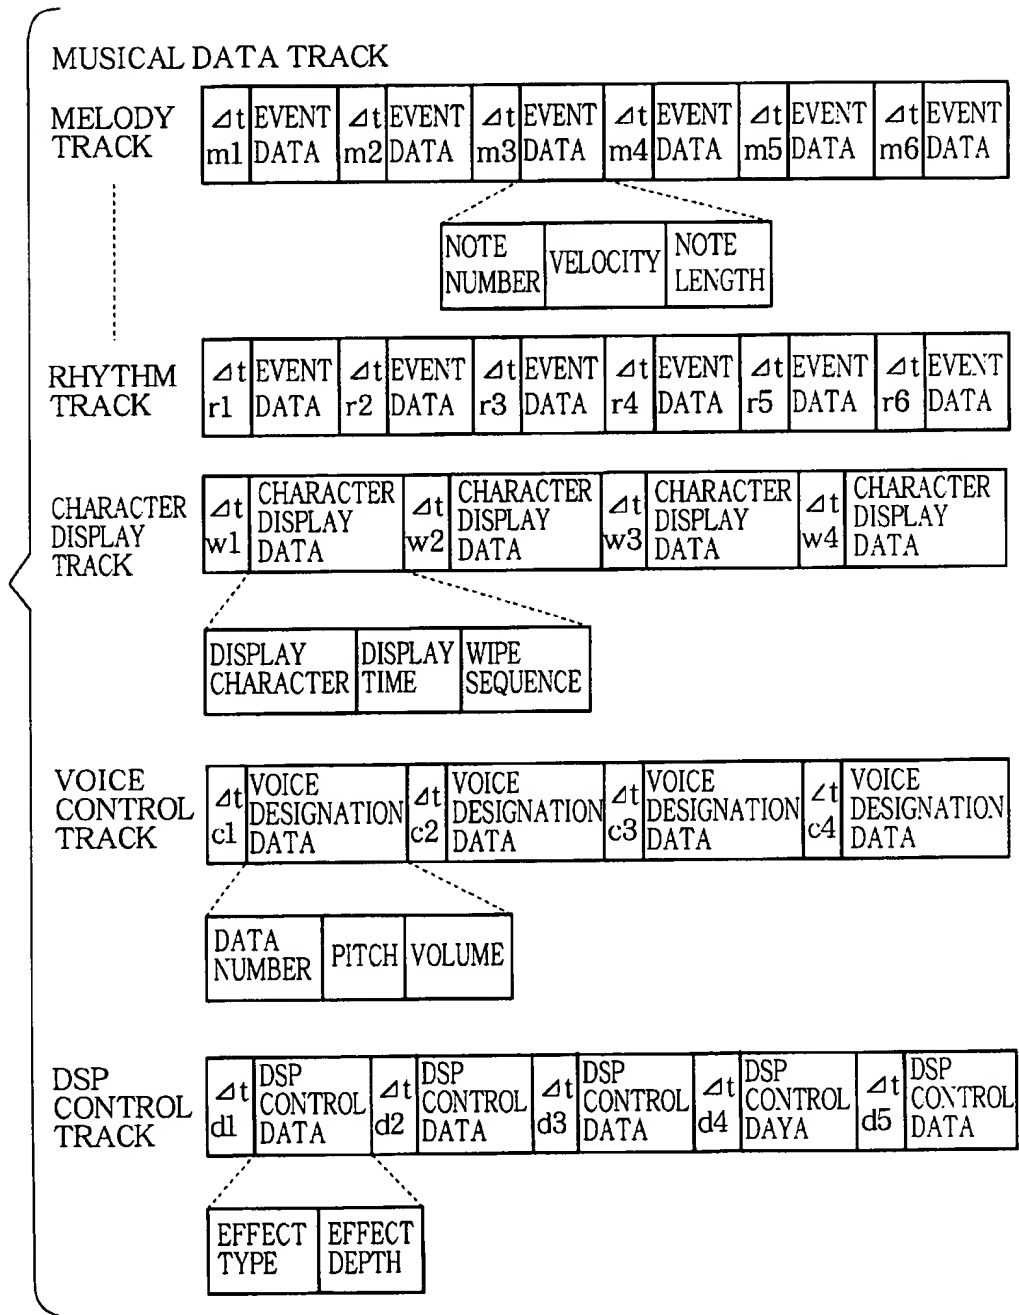 MUSICAL DATA TRACK
MELODY
TRACK
⊿t EVENT ⊿t EVENT ⊿t EVENT ⊿t EVENT ⊿t EVENT ⊿t EVENT
m1 DATA m2 DATA m3 DATA m4 DATA m5 DATA m6 DATA
NOTE
NUMBER
VELOCITY
NOTE
LENGTH
RHYTHM
TRACK
⊿t EVENT ⊿t EVENT ⊿t EVENT ⊿t EVENT ⊿t EVENT ⊿t EVENT
r1 DATA r2 DATA r3 DATA r4 DATA r5 DATA r6 DATA
CHARACTER
DISPLAY
TRACK
⊿t
w1
CHARACTER
DISPLAY
DATA
⊿t
w2
CHARACTER
DISPLAY
DATA
⊿t
w3
CHARACTER
DISPLAY
DATA
⊿t
w4
CHARACTER
DISPLAY
DATA
DISPLAY
CHARACTER
DISPLAY
TIME
WIPE
SEQUENCE
VOICE
CONTROL
TRACK
⊿t
c1
VOICE
DESIGNATION
DATA
⊿t
c2
VOICE
DESIGNATION
DATA
⊿t
c3
VOICE
DESIGNATION
DATA
⊿t
c4
VOICE
DESIGNATION
DATA
DATA
NUMBER
PITCH
VOLUME
DSP
CONTROL
TRACK
⊿t
d1
DSP
CONTROL
DATA
⊿t
d2
DSP
CONTROL
DATA
⊿t
d3
DSP
CONTROL
DATA
⊿t
d4
DSP
CONTROL
DAYA
⊿t
d5
DSP
CONTROL
DATA
EFFECT
TYPE
EFFECT
DEPTH